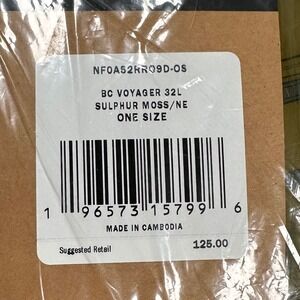 NF0A52RRO9D-OS
BC VOYAGER 32L
SULPHUR MOSS/NE
ONE SIZE
1 96573 15799 6
MADE IN CAMBODIA
Suggested Retail 125.00